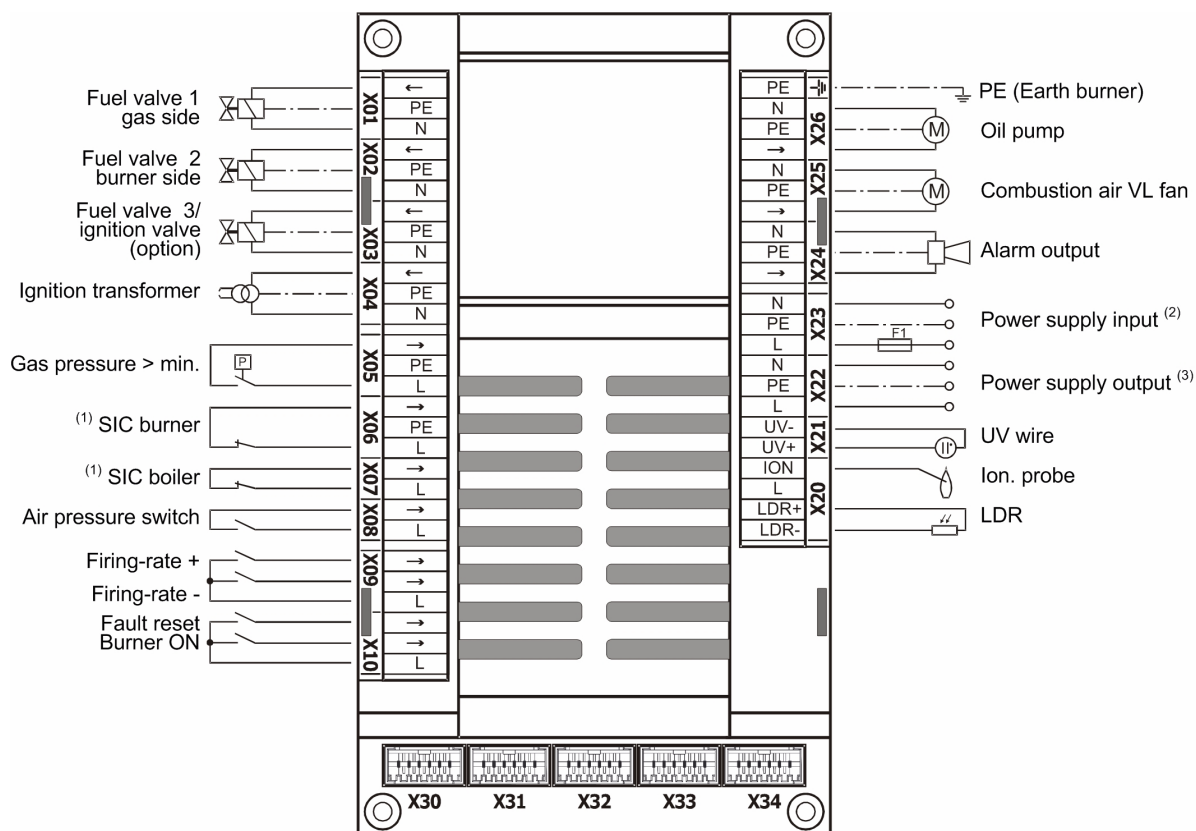 Fuel valve 1
gas side
Fuel valve 2
burner side
Fuel valve 3/
ignition valve
(option)
Ignition transformer
Gas pressure > min.
P
(1) SIC burner
(1) SIC boiler
Air pressure switch
Firing-rate +
Firing-rate -
Fault reset
Burner ON
X01
←
PE
N
X02
←
PE
N
X03
←
PE
N
X04
←
PE
N
X05
→
PE
L
X06
→
PE
L
X07
→
L
X08
→
L
X09
→
→
L
X10
→
→
L
PE
X26
N
PE
→
X25
N
PE
→
X24
N
PE
→
X23
N
PE
L
X22
N
PE
L
X21
UV-
UV+
X20
ION
L
LDR+
LDR-
PE (Earth burner)
M
Oil pump
M
Combustion air VL fan
Alarm output
Power supply input (2)
F1
Power supply output (3)
UV wire
Ion. probe
LDR
X30
X31
X32
X33
X34